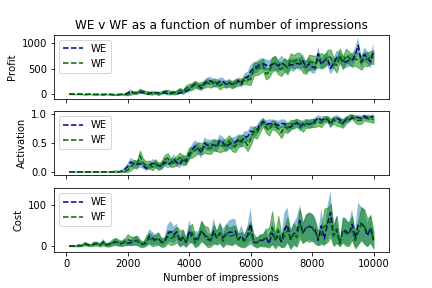 WE v WF as a function of number of impressions
Profit
1000
500
0
WE
WF
Activation
1.0
0.5
0.0
WE
WF
Cost
100
0
WE
WF
0 2000 4000 6000 8000 10000
Number of impressions